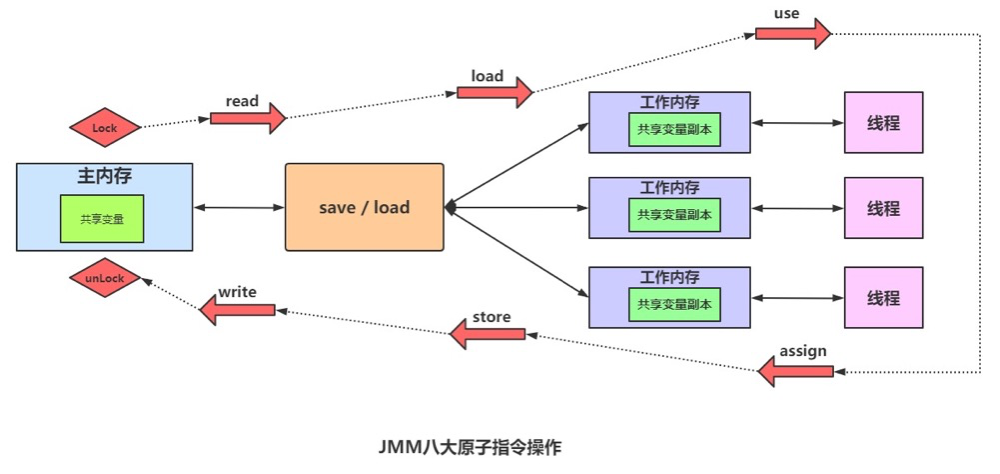 use
load
read
Lock
工作内存
共享变量副本
线程
主内存
共享变量
save / load
工作内存
共享变量副本
线程
工作内存
共享变量副本
线程
unLock
write
store
assign
JMM八大原子指令操作